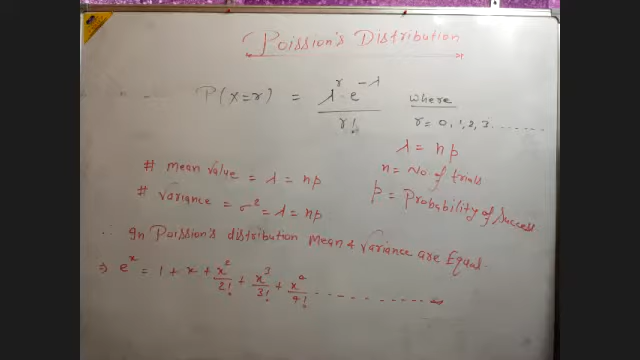 Poission's Distribution
P(x=r) = λ^r · e^-λ / r!
where
r = 0, 1, 2, 3 ......
λ = np
n = No. of trials
p = Probability of Success
# Mean value = λ = np
# Variance = σ² = λ = np
∴ In Poission's distribution Mean & Variance are Equal.
⇒ e^x = 1 + x + x²/2! + x³/3! + x⁴/4! ............